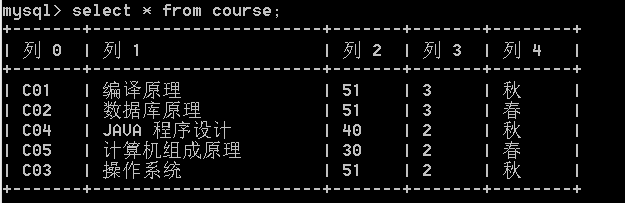 mysql> select * from course;
+------+----------------+------+------+------+
| 列 0 | 列 1 | 列 2 | 列 3 | 列 4 |
+------+----------------+------+------+------+
| C01 | 编译原理 | 51 | 3 | 秋
| C02 | 数据库原理 | 51 | 3 | 春
| C04 | JAVA 程序设计 | 40 | 2 | 秋
| C05 | 计算机组成原理 | 30 | 2 | 春
| C03 | 操作系统 | 51 | 2 | 秋
+------+----------------+------+------+------+